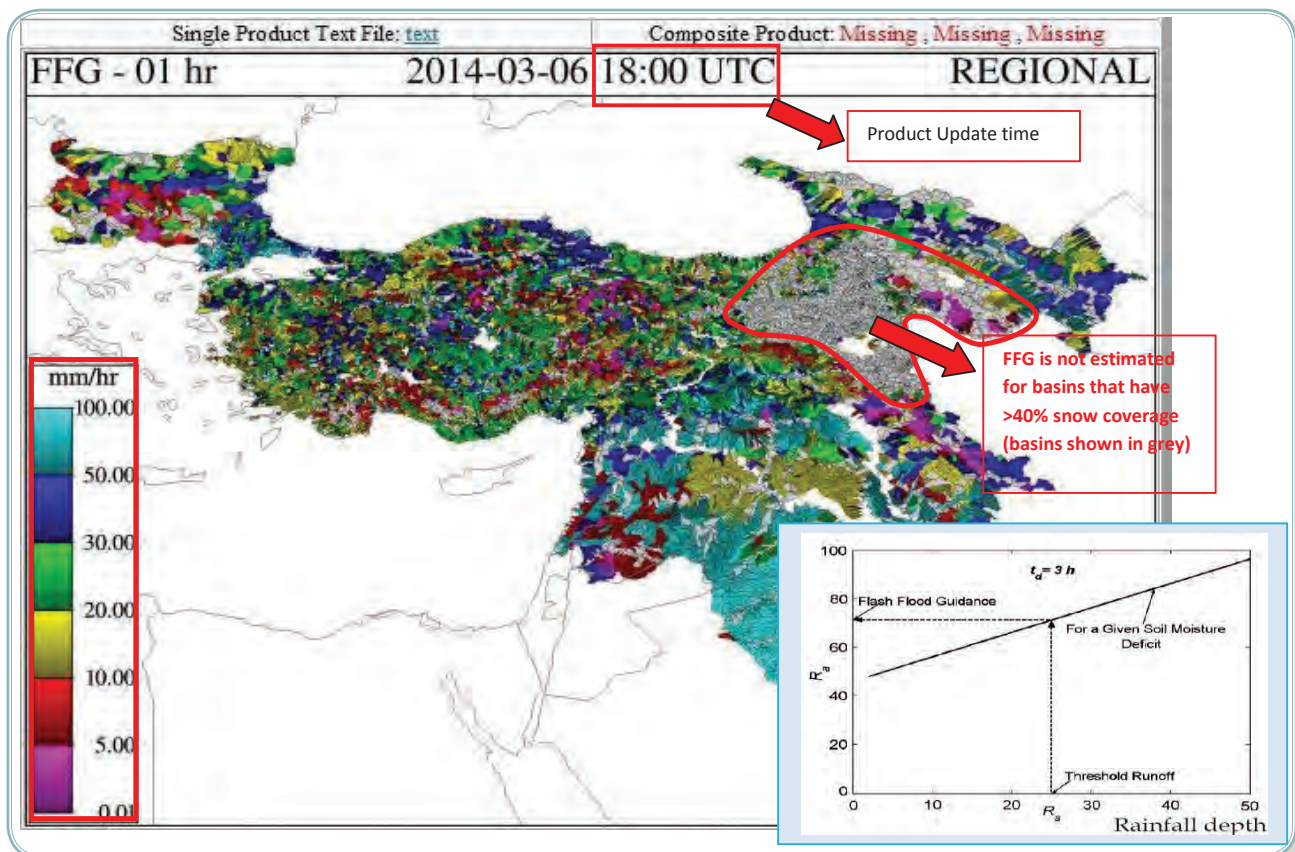 Single Product Text File: text
Composite Product: Missing , Missing , Missing
FFG - 01 hr
2014-03-06 18:00 UTC
REGIONAL
Product Update time
FFG is not estimated
for basins that have
>40% snow coverage
(basins shown in grey)
mm/hr
100.00
50.00
30.00
20.00
10.00
5.00
0.01
100
80
60
40
20
0
R_a
t_d= 3 h
Flash Flood Guidance
For a Given Soil Moisture
Deficit
Threshold Runoff
0
10
20
30
40
50
R_s
Rainfall depth